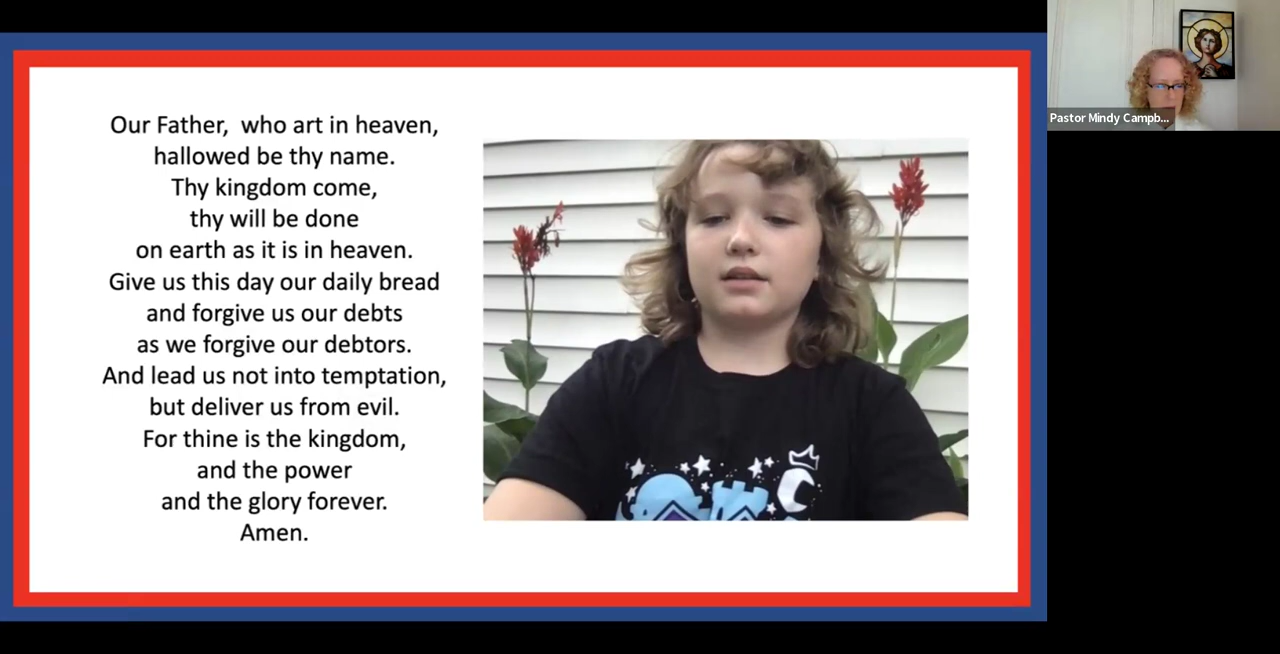 Our Father,  who art in heaven,
hallowed be thy name.
Thy kingdom come,
thy will be done
on earth as it is in heaven.
Give us this day our daily bread
and forgive us our debts
as we forgive our debtors.
And lead us not into temptation,
but deliver us from evil.
For thine is the kingdom,
and the power
and the glory forever.
Amen.
Pastor Mindy Campb...